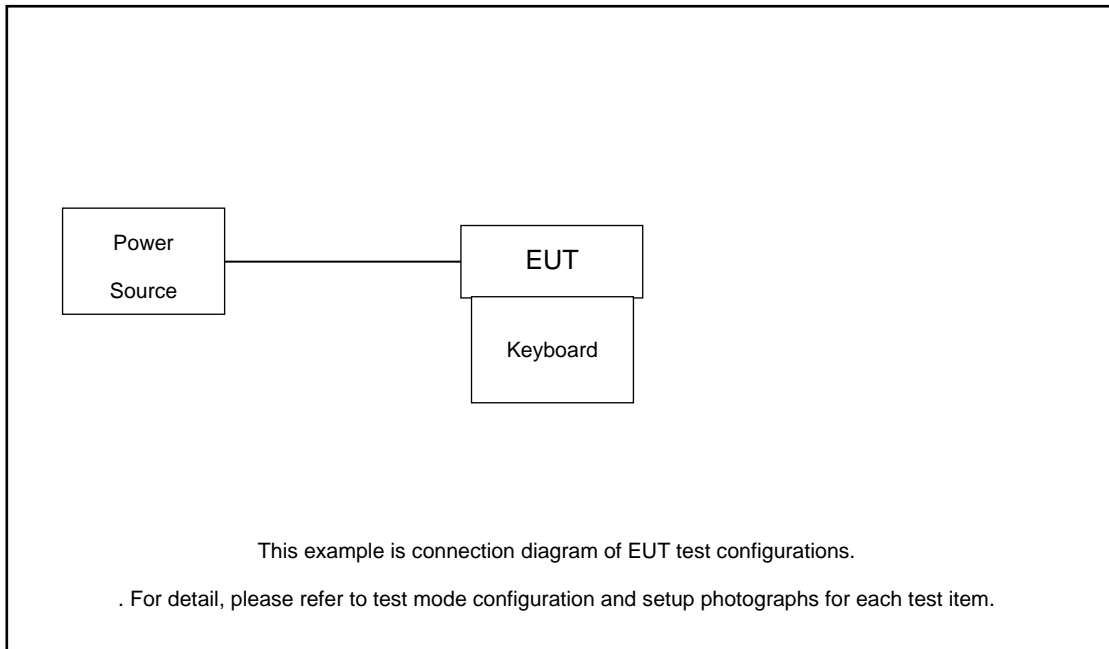 Power
Source
EUT
Keyboard
This example is connection diagram of EUT test configurations.
. For detail, please refer to test mode configuration and setup photographs for each test item.